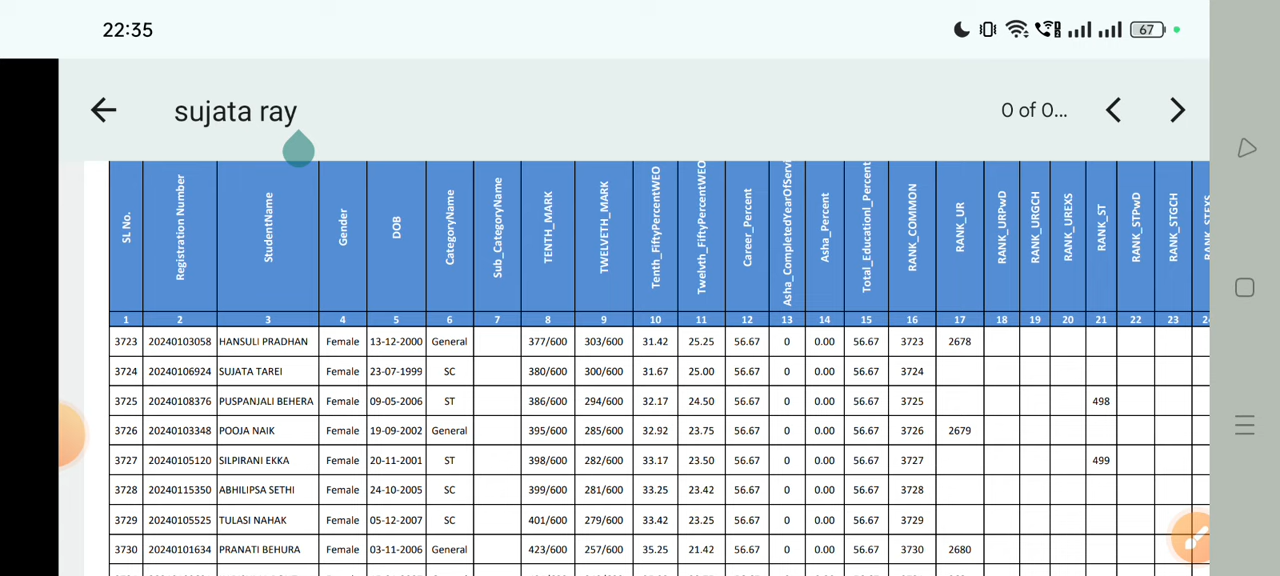 22:35
67
sujata ray
0 of 0...
SL No. Registration Number StudentName Gender DOB CategoryName Sub_CategoryName TENTH_MARK TWELVETH_MARK Tenth_FiftyPercentWEO Twelvth_FiftyPercentWEO Career_Percent Asha_CompletedYearOfServi Asha_Percent Total_Educationl_Percent RANK_COMMON RANK_UR RANK_URPwD RANK_URGCH RANK_UREXS RANK_ST RANK_STPwD RANK_STGCH RANK_STEXS
1 2 3 4 5 6 7 8 9 10 11 12 13 14 15 16 17 18 19 20 21 22 23 24
3723 20240103058 HANSULI PRADHAN Female 13-12-2000 General 377/600 303/600 31.42 25.25 56.67 0 0.00 56.67 3723 2678
3724 20240106924 SUJATA TAREI Female 23-07-1999 SC 380/600 300/600 31.67 25.00 56.67 0 0.00 56.67 3724
3725 20240108376 PUSPANJALI BEHERA Female 09-05-2006 ST 386/600 294/600 32.17 24.50 56.67 0 0.00 56.67 3725 498
3726 20240103348 POOJA NAIK Female 19-09-2002 General 395/600 285/600 32.92 23.75 56.67 0 0.00 56.67 3726 2679
3727 20240105120 SILPIRANI EKKA Female 20-11-2001 ST 398/600 282/600 33.17 23.50 56.67 0 0.00 56.67 3727 499
3728 20240115350 ABHILIPSA SETHI Female 24-10-2005 SC 399/600 281/600 33.25 23.42 56.67 0 0.00 56.67 3728
3729 20240105525 TULASI NAHAK Female 05-12-2007 SC 401/600 279/600 33.42 23.25 56.67 0 0.00 56.67 3729
3730 20240101634 PRANATI BEHURA Female 03-11-2006 General 423/600 257/600 35.25 21.42 56.67 0 0.00 56.67 3730 2680